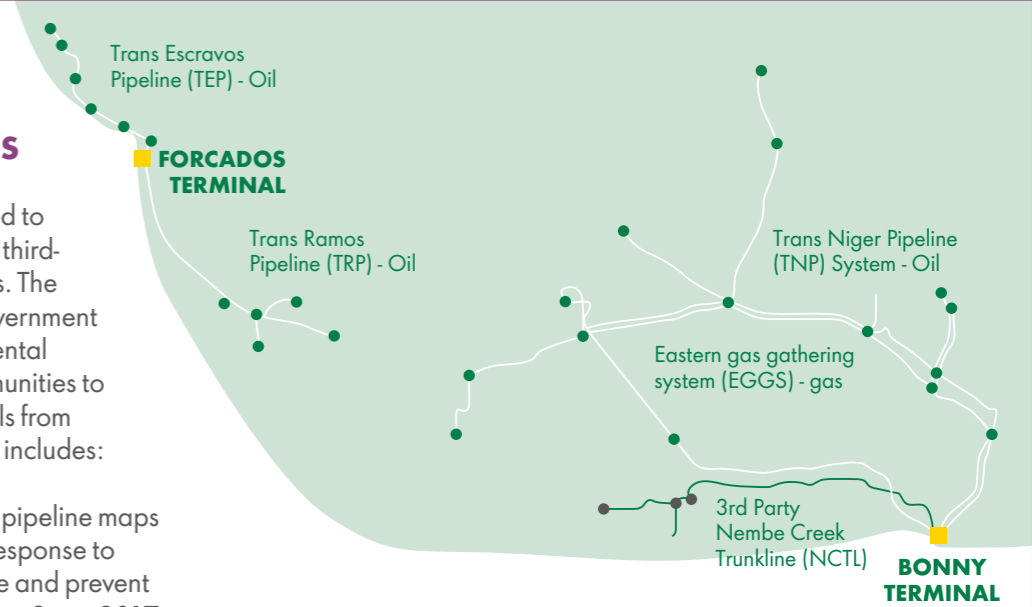 s
d to
third-
s. The
vernment
ental
nunities to
ls from
includes:
pipeline maps
esponse to
e and prevent
Trans Escravos
Pipeline (TEP) - Oil
FORCADOS
TERMINAL
Trans Ramos
Pipeline (TRP) - Oil
Trans Niger Pipeline
(TNP) System - Oil
Eastern gas gathering
system (EGGS) - gas
3rd Party
Nembe Creek
Trunkline (NCTL)
BONNY
TERMINAL